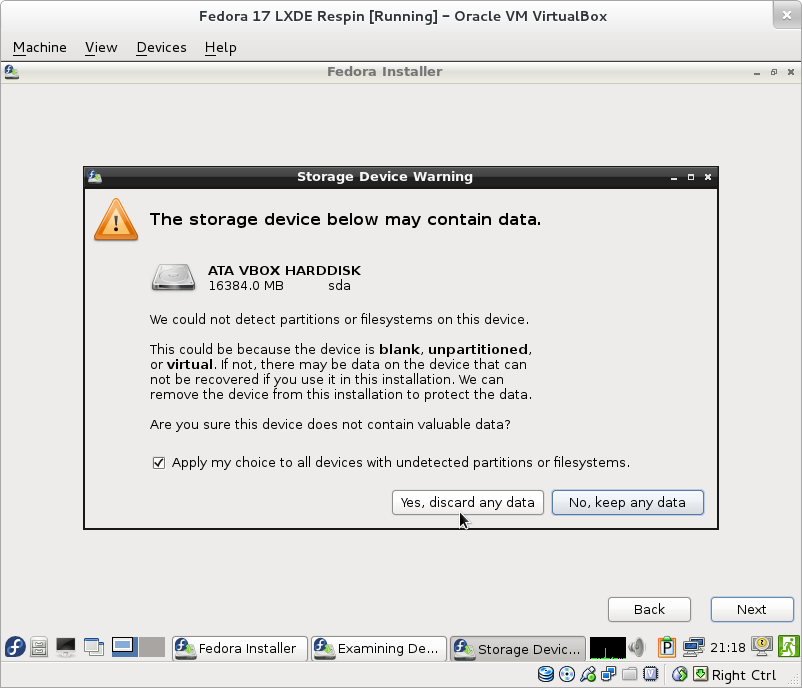 Fedora 17 LXDE Respin [Running] – Oracle VM VirtualBox
Machine View Devices Help
Fedora Installer
Storage Device Warning
The storage device below may contain data.
ATA VBOX HARDDISK
16384.0 MB sda
We could not detect partitions or filesystems on this device.
This could be because the device is blank, unpartitioned,
or virtual. If not, there may be data on the device that can
not be recovered if you use it in this installation. We can
remove the device from this installation to protect the data.
Are you sure this device does not contain valuable data?
Apply my choice to all devices with undetected partitions or filesystems.
Yes, discard any data No, keep any data
Back Next
Fedora Installer Examining De... Storage Devic... 21:18
Right Ctrl